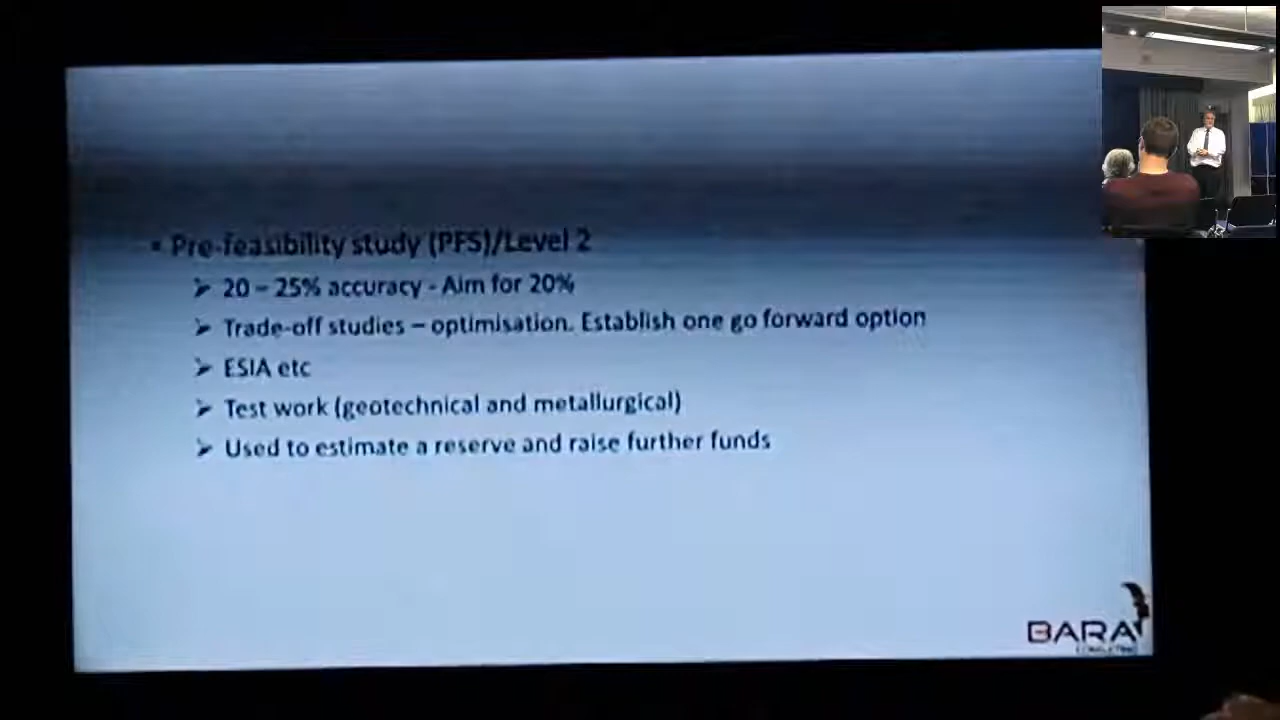 ▪ Pre-feasibility study (PFS)/Level 2
➢ 20 – 25% accuracy - Aim for 20%
➢ Trade-off studies – optimisation. Establish one go forward option
➢ ESIA etc
➢ Test work (geotechnical and metallurgical)
➢ Used to estimate a reserve and raise further funds
BARA
CONSULTING